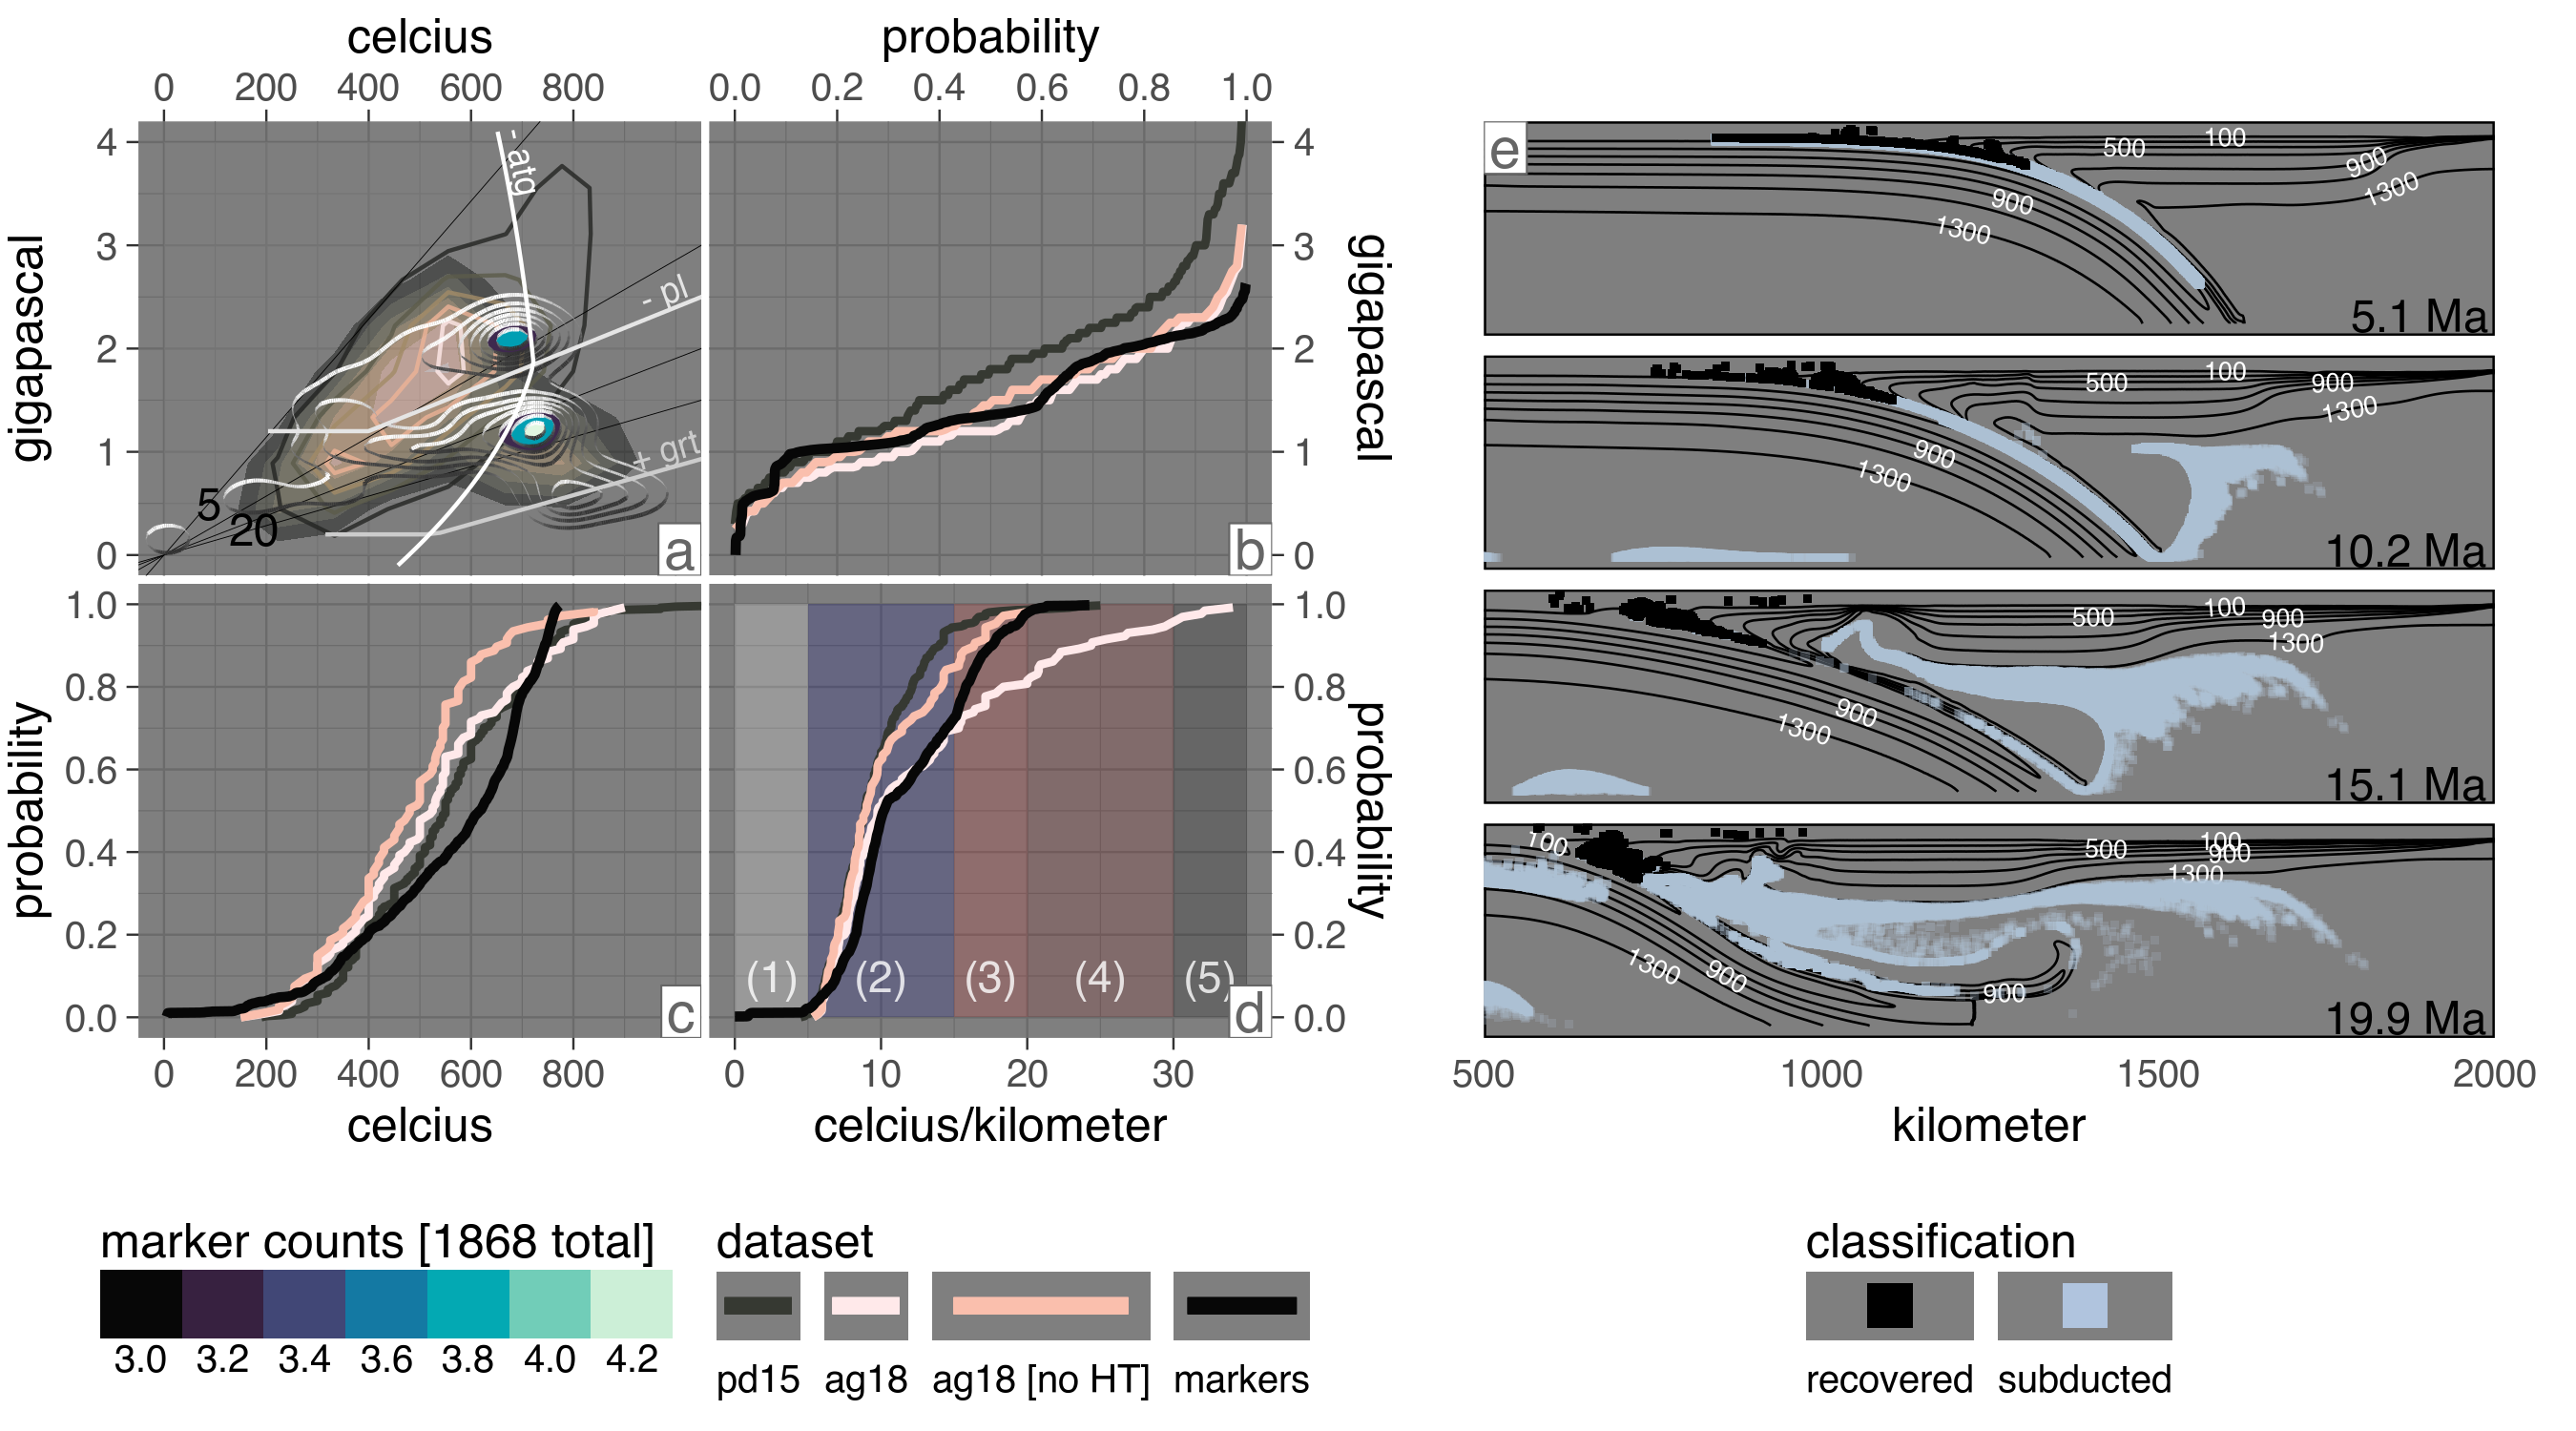 celcius
probability
0 200 400 600 800
0.0 0.2 0.4 0.6 0.8 1.0
gigapascal
4
3
2
1
0
- atg
- pl
+ grt
5
20
a
b
4
3
2
1
0
gigapascal
probability
1.0
0.8
0.6
0.4
0.2
0.0
c
(1) (2) (3) (4) (5)
d
1.0
0.8
0.6
0.4
0.2
0.0
probability
0 200 400 600 800
0 10 20 30
celcius
celcius/kilometer
e
100
500
900
1300
900
1300
5.1 Ma
100
500
900
1300
900
1300
10.2 Ma
100
500
900
1300
900
1300
15.1 Ma
100
100
500
900
1300
1300
900
900
19.9 Ma
500 1000 1500 2000
kilometer
marker counts [1868 total]
3.0 3.2 3.4 3.6 3.8 4.0 4.2
dataset
pd15 ag18 ag18 [no HT] markers
classification
recovered subducted